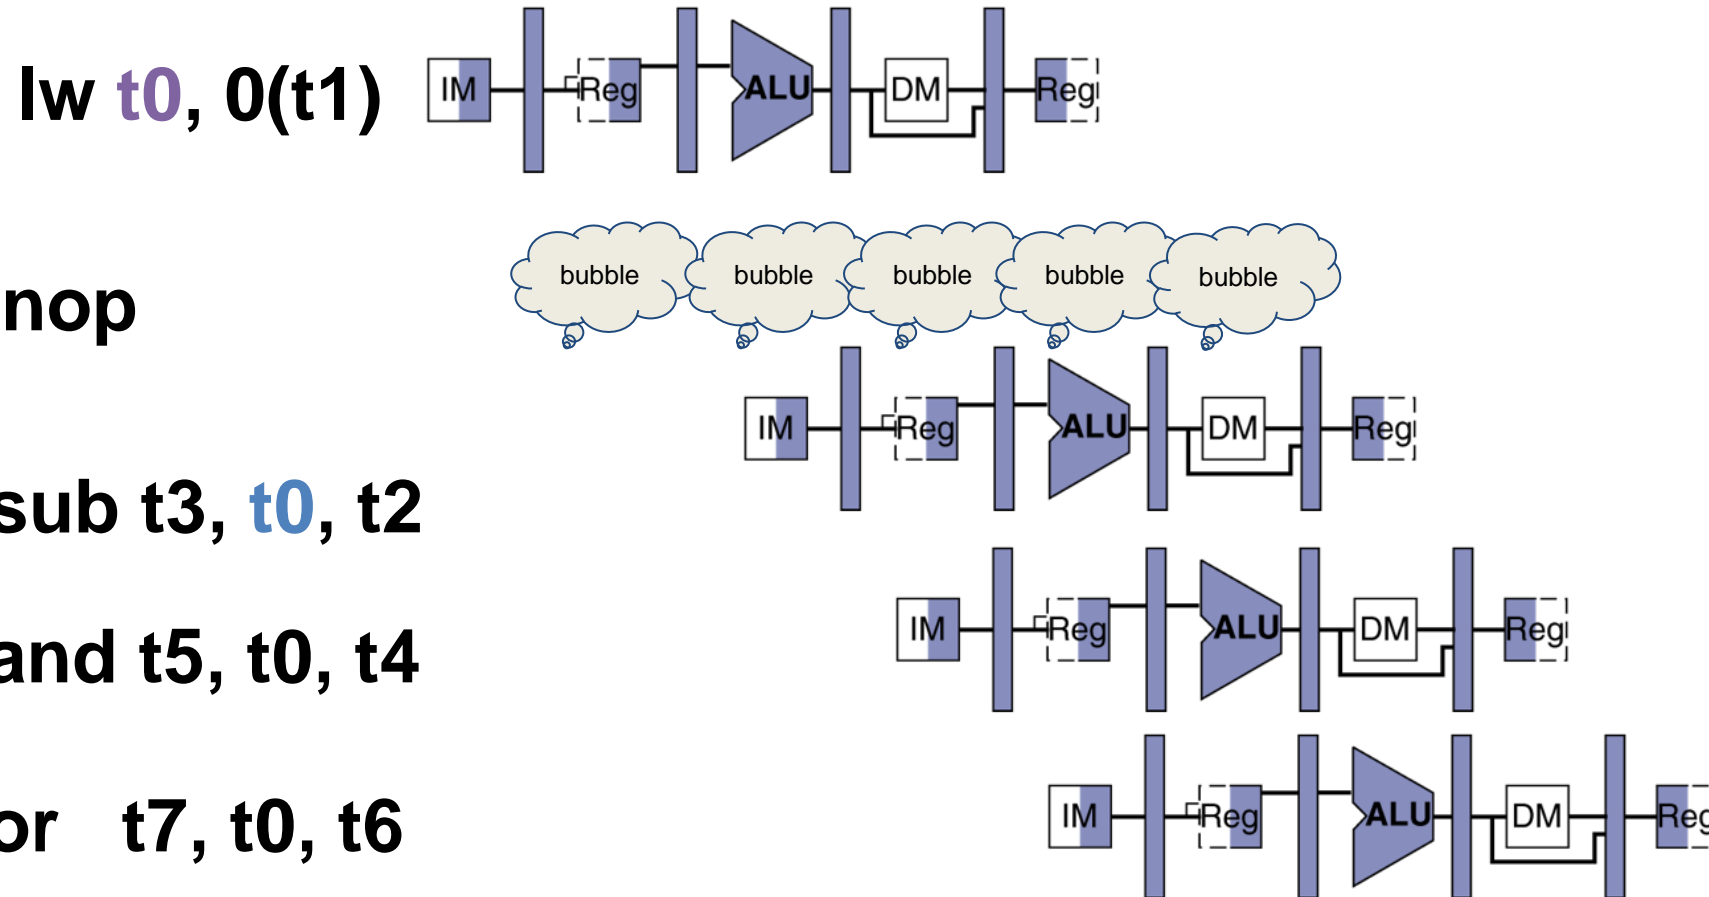 lw t0, 0(t1) IM Reg ALU DM Reg
bubble bubble bubble bubble bubble
nop
IM Reg ALU DM Reg
sub t3, t0, t2
IM Reg ALU DM Reg
and t5, t0, t4
IM Reg ALU DM Reg
or t7, t0, t6